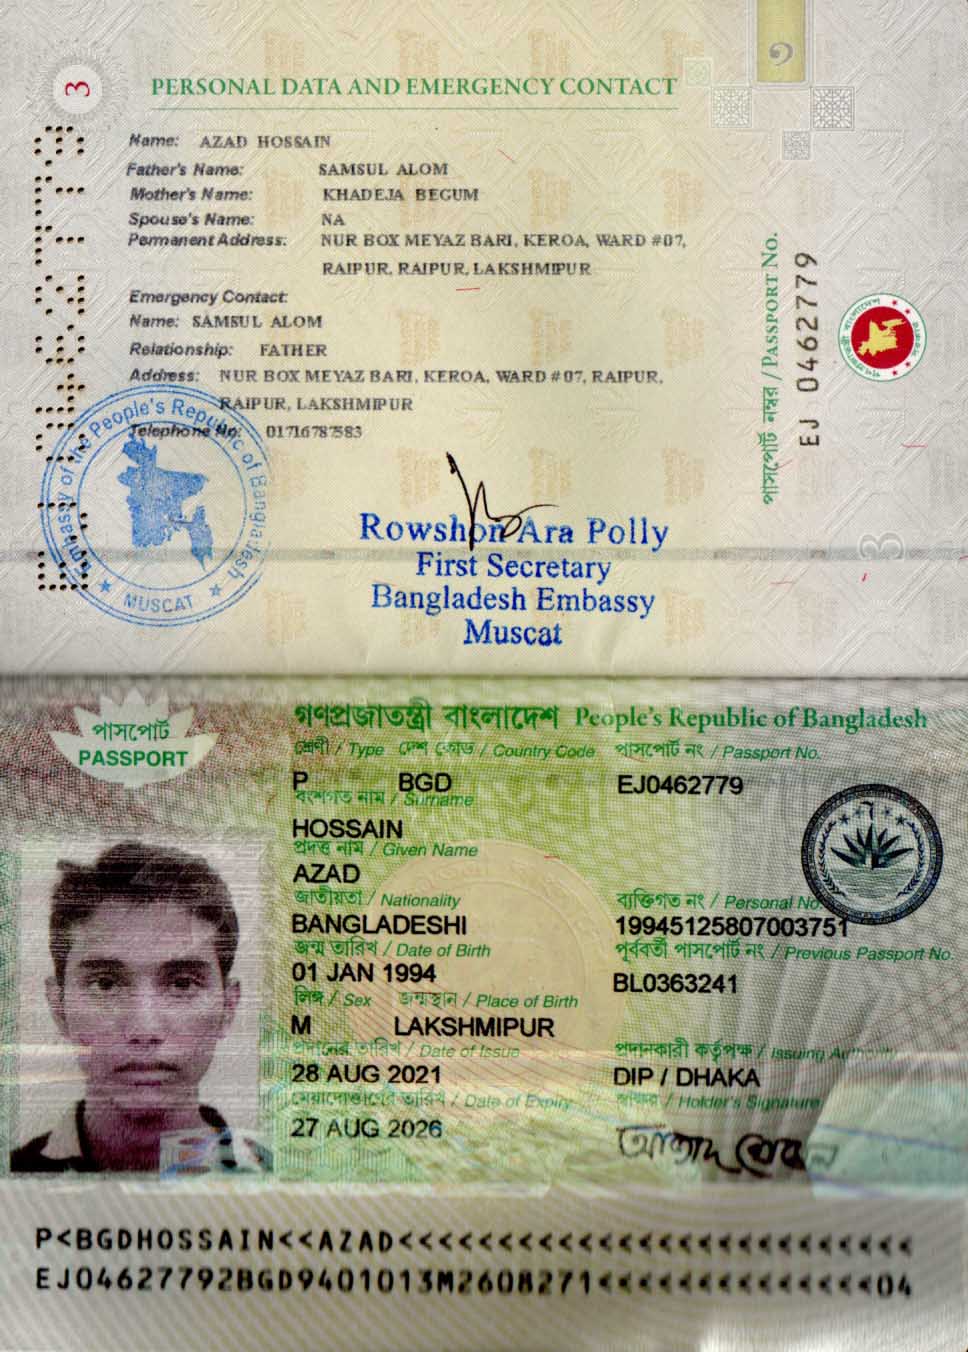 3
PERSONAL DATA AND EMERGENCY CONTACT
Name: AZAD HOSSAIN
Father's Name: SAMSUL ALOM
Mother's Name: KHADEJA BEGUM
Spouse's Name: NA
Permanent Address: NUR BOX MEYAZ BARI, KEROA, WARD #07,
RAIPUR, RAIPUR, LAKSHMIPUR
Emergency Contact:
Name: SAMSUL ALOM
Relationship: FATHER
Address: NUR BOX MEYAZ BARI, KEROA, WARD #07, RAIPUR,
RAIPUR, LAKSHMIPUR
Telephone No: 01716787583
পাসপোর্ট নম্বর / PASSPORT No.
EJ 0462779
Embassy of the People's Republic of Bangladesh
MUSCAT
Rowshon Ara Polly
First Secretary
Bangladesh Embassy
Muscat
3
পাসপোর্ট
PASSPORT
গণপ্রজাতন্ত্রী বাংলাদেশ People's Republic of Bangladesh
শ্রেণী / Type দেশ কোড / Country Code পাসপোর্ট নং / Passport No.
P BGD EJ0462779
বংশগত নাম / Surname
HOSSAIN
প্রদত্ত নাম / Given Name
AZAD
জাতীয়তা / Nationality ব্যক্তিগত নং / Personal No.
BANGLADESHI 19945125807003751
জন্ম তারিখ / Date of Birth পূর্ববর্তী পাসপোর্ট নং / Previous Passport No.
01 JAN 1994 BL0363241
লিঙ্গ / Sex জন্মস্থান / Place of Birth
M LAKSHMIPUR
প্রদানের তারিখ / Date of Issue প্রদানকারী কর্তৃপক্ষ / Issuing Authority
28 AUG 2021 DIP / DHAKA
মেয়াদোত্তীর্ণের তারিখ / Date of Expiry স্বাক্ষর / Holder's Signature
27 AUG 2026
P<BGDHOSSAIN<<AZAD<<<<<<<<<<<<<<<<<<<<<<<<<<
EJ04627792BGD9401013M2608271<<<<<<<<<<<<<<04